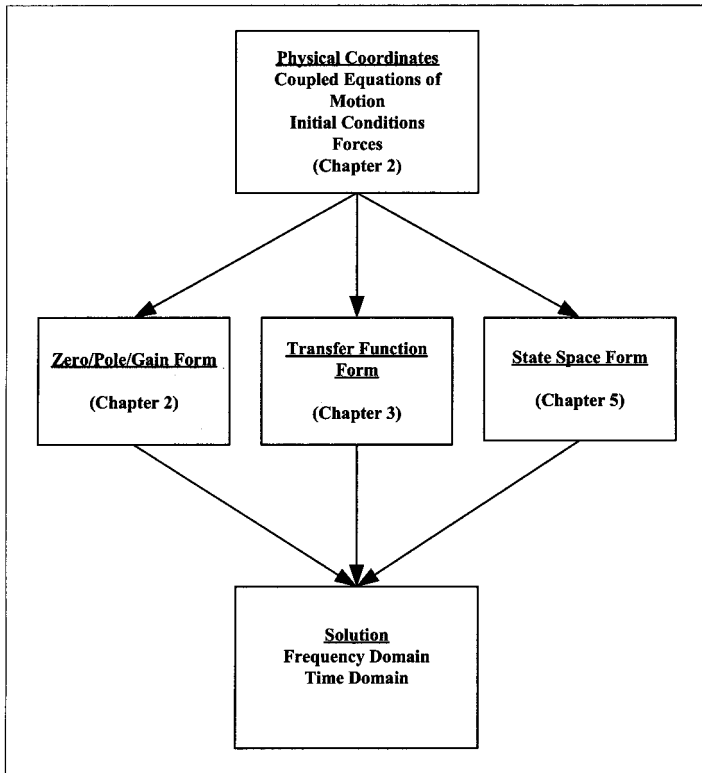 Physical Coordinates
Coupled Equations of
Motion
Initial Conditions
Forces
(Chapter 2)
Zero/Pole/Gain Form
(Chapter 2)
Transfer Function
Form
(Chapter 3)
State Space Form
(Chapter 5)
Solution
Frequency Domain
Time Domain